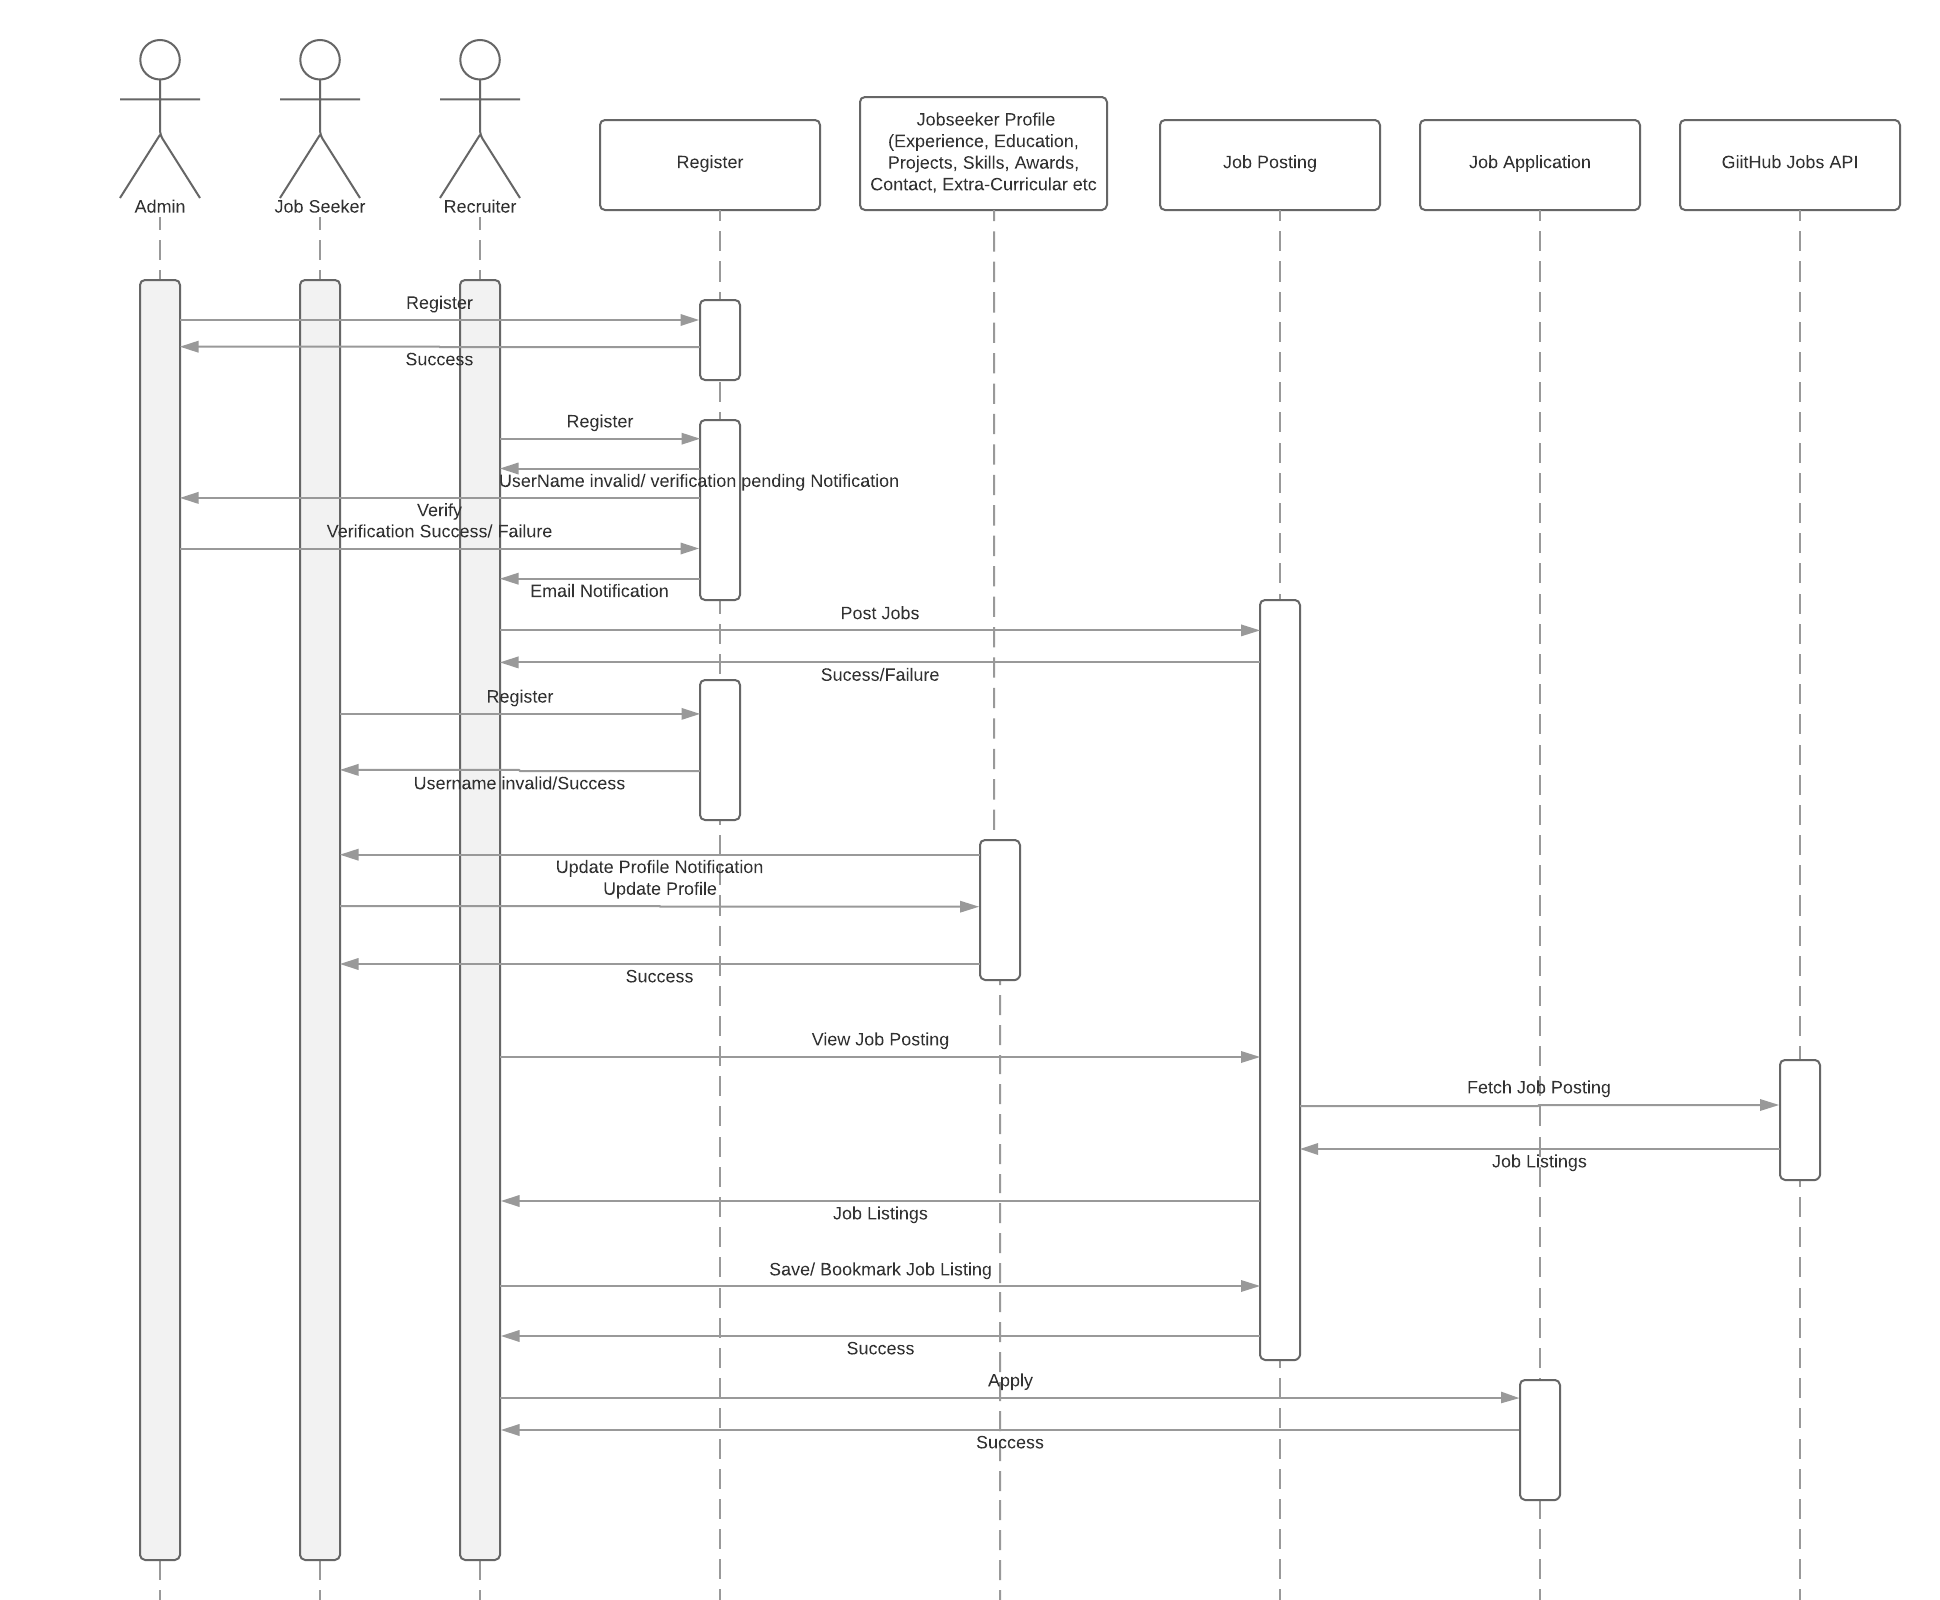 Admin
Job Seeker
Recruiter
Register
Jobseeker Profile
(Experience, Education,
Projects, Skills, Awards,
Contact, Extra-Curricular etc
Job Posting
Job Application
GiitHub Jobs API
Register
Success
Register
UserName invalid/ verification pending Notification
Verify
Verification Success/ Failure
Email Notification
Post Jobs
Sucess/Failure
Register
Username invalid/Success
Update Profile Notification
Update Profile
Success
View Job Posting
Fetch Job Posting
Job Listings
Job Listings
Save/ Bookmark Job Listing
Success
Apply
Success